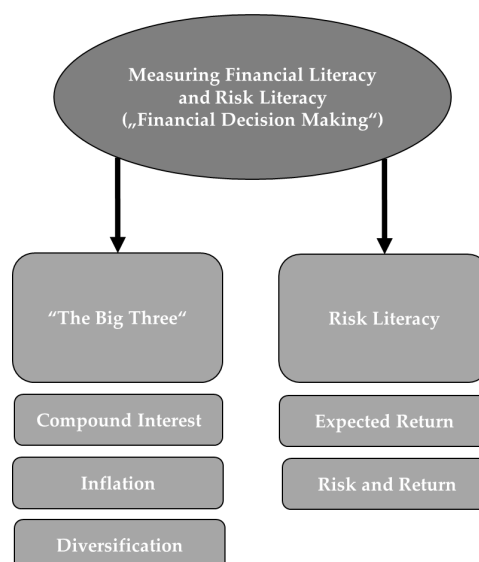 Measuring Financial Literacy
and Risk Literacy
(„Financial Decision Making“)
“The Big Three“
Risk Literacy
Compound Interest
Expected Return
Inflation
Risk and Return
Diversification